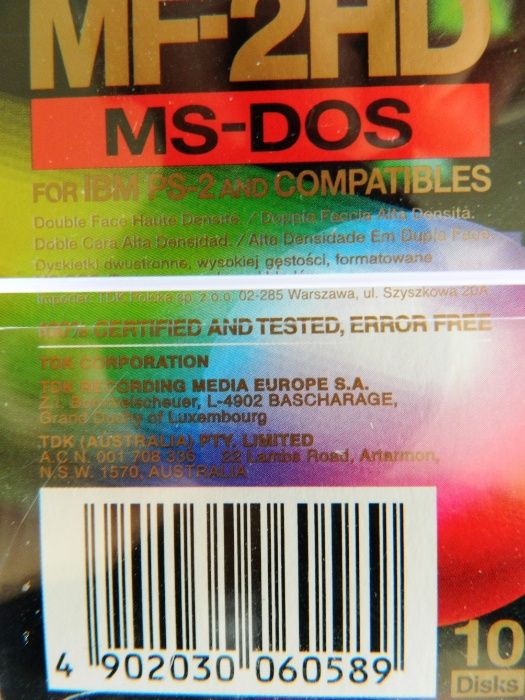 MF-2HD
MS-DOS
FOR IBM PS-2 AND COMPATIBLES
Double Face Haute Densité. / Doppia Faccia Alta Densità.
Doble Cara Alta Densidad. / Alta Densidade Em Dupla Face.
Dyskietki dwustronne, wysokiej gęstości, formatowane
Importer: TDK Polska sp. z o.o. 02-285 Warszawa, ul. Szyszkowa 20A
100% CERTIFIED AND TESTED, ERROR FREE
TDK CORPORATION
TDK RECORDING MEDIA EUROPE S.A.
Z.I. Bommelscheuer, L-4902 BASCHARAGE,
Grand Duchy of Luxembourg
TDK (AUSTRALIA) PTY. LIMITED
A.C.N. 001 708 395 22 Lambs Road, Artarmon,
N.S.W. 1570, AUSTRALIA
4 902030 060589
10
Disks